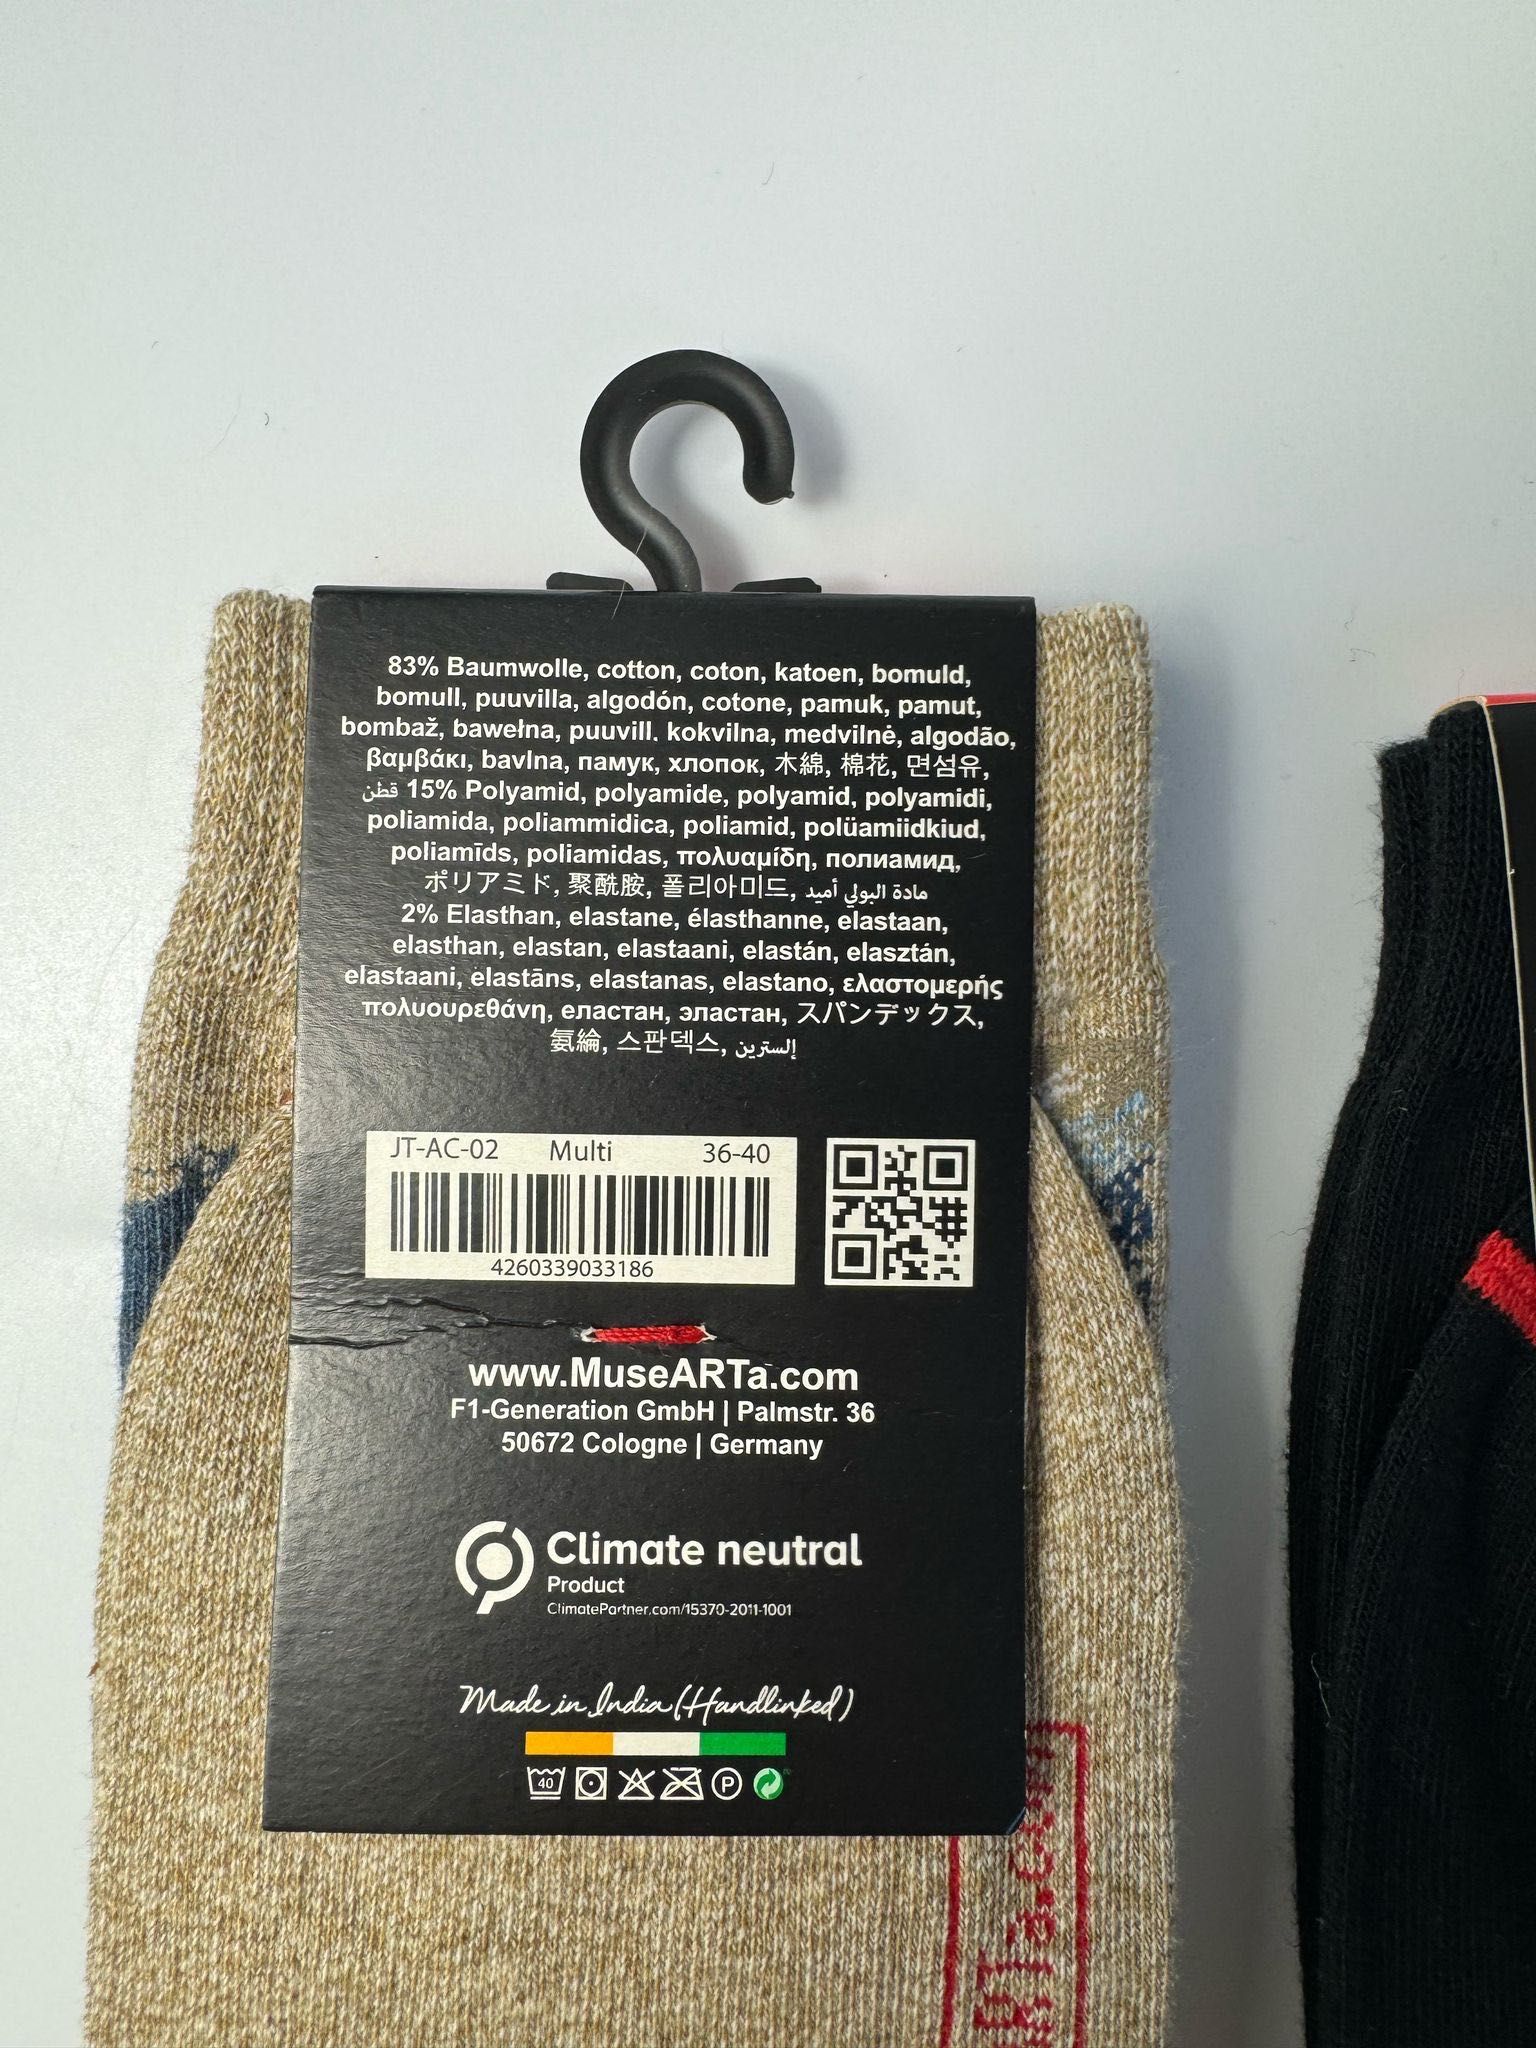 83% Baumwolle, cotton, coton, katoen, bomuld,
bomull, puuvilla, algodón, cotone, pamuk, pamut,
bombaž, bawełna, puuvill. kokvilna, medvilnė, algodão,
βαμβάκι, bavlna, памук, хлопок, 木綿, 棉花, 면섬유,
قطن 15% Polyamid, polyamide, polyamid, polyamidi,
poliamida, poliammidica, poliamid, polüamiidkiud,
poliamīds, poliamidas, πολυαμίδη, полиамид,
ポリアミド, 聚酰胺, 폴리아미드, مادة البولي أميد
2% Elasthan, elastane, élasthanne, elastaan,
elasthan, elastan, elastaani, elastán, elasztán,
elastaani, elastāns, elastanas, elastano, ελαστομερής
πολυουρεθάνη, еластан, эластан, スパンデックス,
氨綸, 스판덱스, إلسترين
JT-AC-02 Multi 36-40
4260339033186
www.MuseARTa.com
F1-Generation GmbH | Palmstr. 36
50672 Cologne | Germany
Climate neutral
Product
ClimatePartner.com/15370-2011-1001
Made in India (Handlinked)
40 P
RTa.com